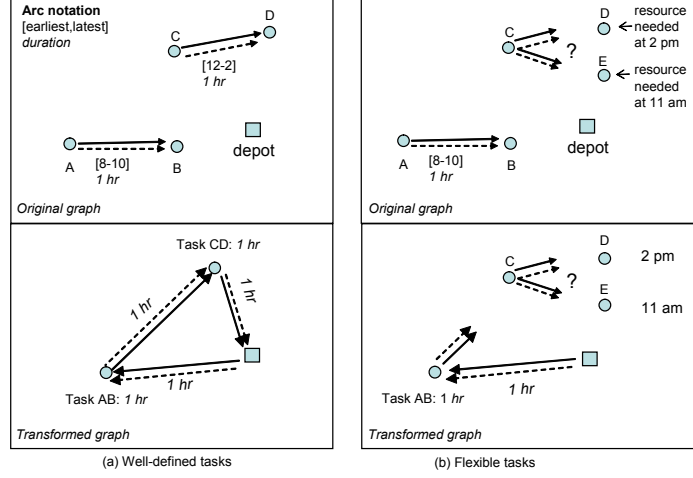 Arc notation
[earliest,latest]
duration
C
D
[12-2]
1 hr
A
[8-10]
1 hr
B
depot
Original graph
C
?
D
resource
needed
at 2 pm
E
resource
needed
at 11 am
A
[8-10]
1 hr
B
depot
Original graph
Task CD: 1 hr
1 hr
1 hr
1 hr
Task AB: 1 hr
Transformed graph
C
?
D
2 pm
E
11 am
1 hr
Task AB: 1 hr
Transformed graph
(a) Well-defined tasks
(b) Flexible tasks